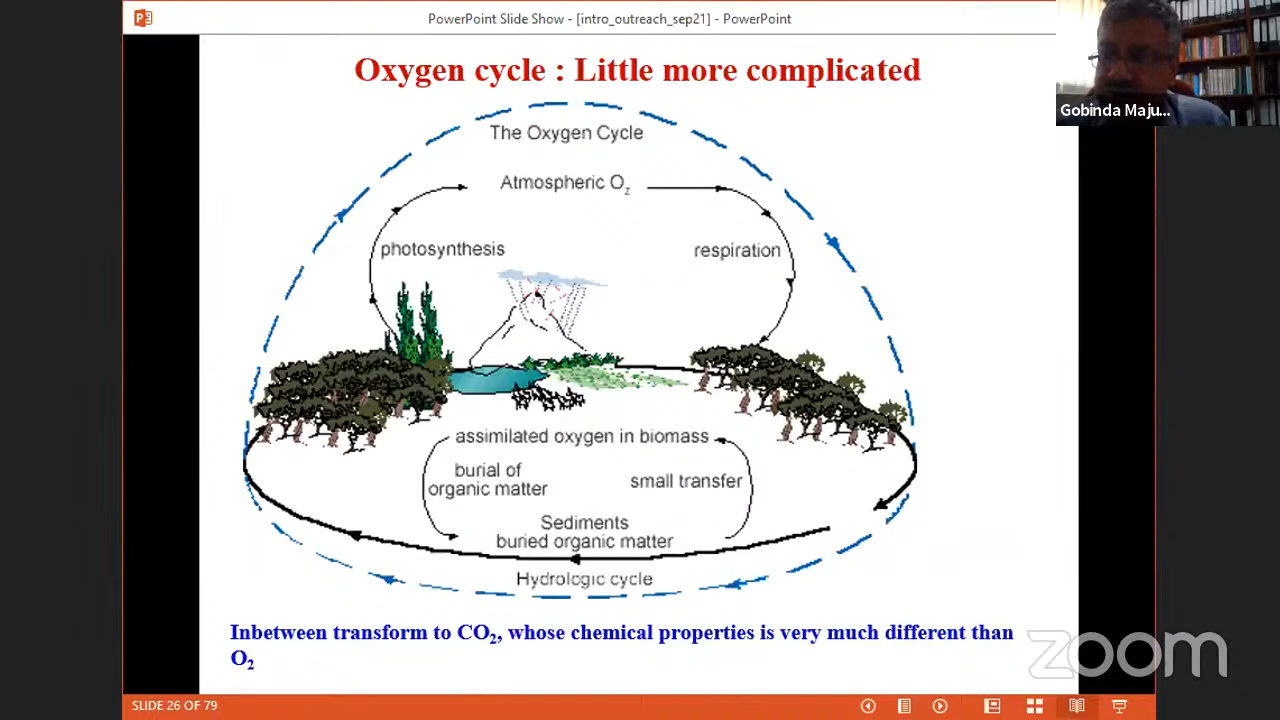 PowerPoint Slide Show - [intro_outreach_sep21] - PowerPoint
Gobinda Maju...
Oxygen cycle : Little more complicated
The Oxygen Cycle
Atmospheric Oz
photosynthesis
respiration
assimilated oxygen in biomass
burial of
organic matter
small transfer
Sediments
buried organic matter
Hydrologic cycle
Inbetween transform to CO2, whose chemical properties is very much different than
O2
zoom
SLIDE 26 OF 79